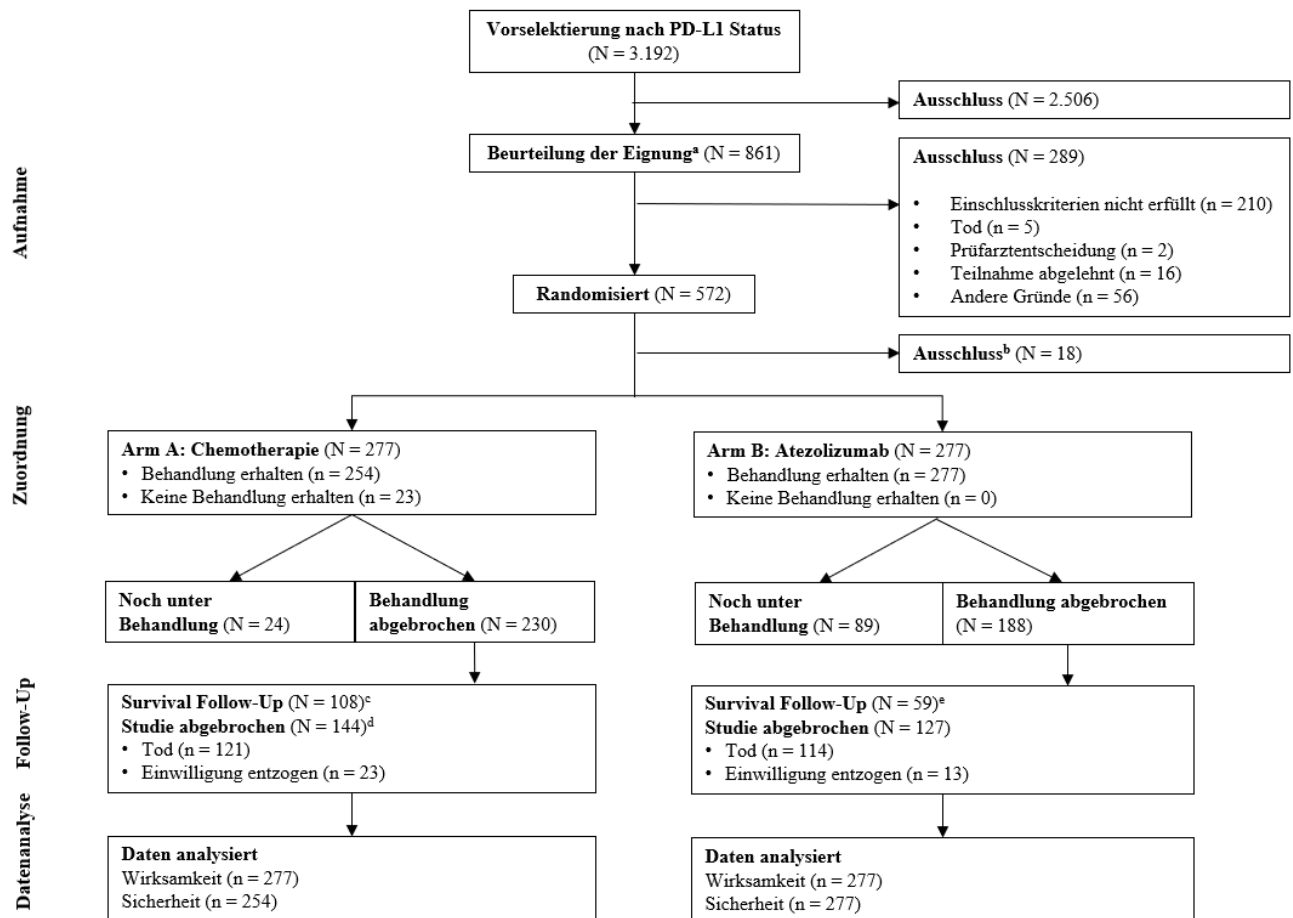 Vorselektierung nach PD-L1 Status
(N = 3.192)
Ausschluss (N = 2.506)
Aufnahme
Beurteilung der Eignungᵃ (N = 861)
Ausschluss (N = 289)
• Einschlusskriterien nicht erfüllt (n = 210)
• Tod (n = 5)
• Prüfarztentscheidung (n = 2)
• Teilnahme abgelehnt (n = 16)
• Andere Gründe (n = 56)
Randomisiert (N = 572)
Ausschlussᵇ (N = 18)
Zuordnung
Arm A: Chemotherapie (N = 277)
• Behandlung erhalten (n = 254)
• Keine Behandlung erhalten (n = 23)
Arm B: Atezolizumab (N = 277)
• Behandlung erhalten (n = 277)
• Keine Behandlung erhalten (n = 0)
Noch unter
Behandlung (N = 24)
Behandlung
abgebrochen (N = 230)
Noch unter
Behandlung (N = 89)
Behandlung abgebrochen
(N = 188)
Follow-Up
Survival Follow-Up (N = 108)ᶜ
Studie abgebrochen (N = 144)ᵈ
• Tod (n = 121)
• Einwilligung entzogen (n = 23)
Survival Follow-Up (N = 59)ᵉ
Studie abgebrochen (N = 127)
• Tod (n = 114)
• Einwilligung entzogen (n = 13)
Datenanalyse
Daten analysiert
Wirksamkeit (n = 277)
Sicherheit (n = 254)
Daten analysiert
Wirksamkeit (n = 277)
Sicherheit (n = 277)